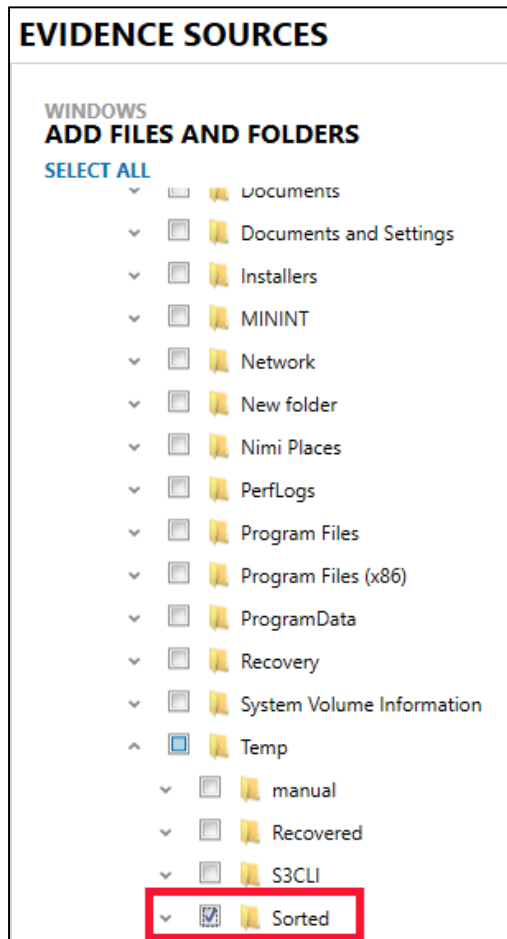 EVIDENCE SOURCES
WINDOWS
ADD FILES AND FOLDERS
SELECT ALL
Documents
Documents and Settings
Installers
MININT
Network
New folder
Nimi Places
PerfLogs
Program Files
Program Files (x86)
ProgramData
Recovery
System Volume Information
Temp
manual
Recovered
S3CLI
Sorted